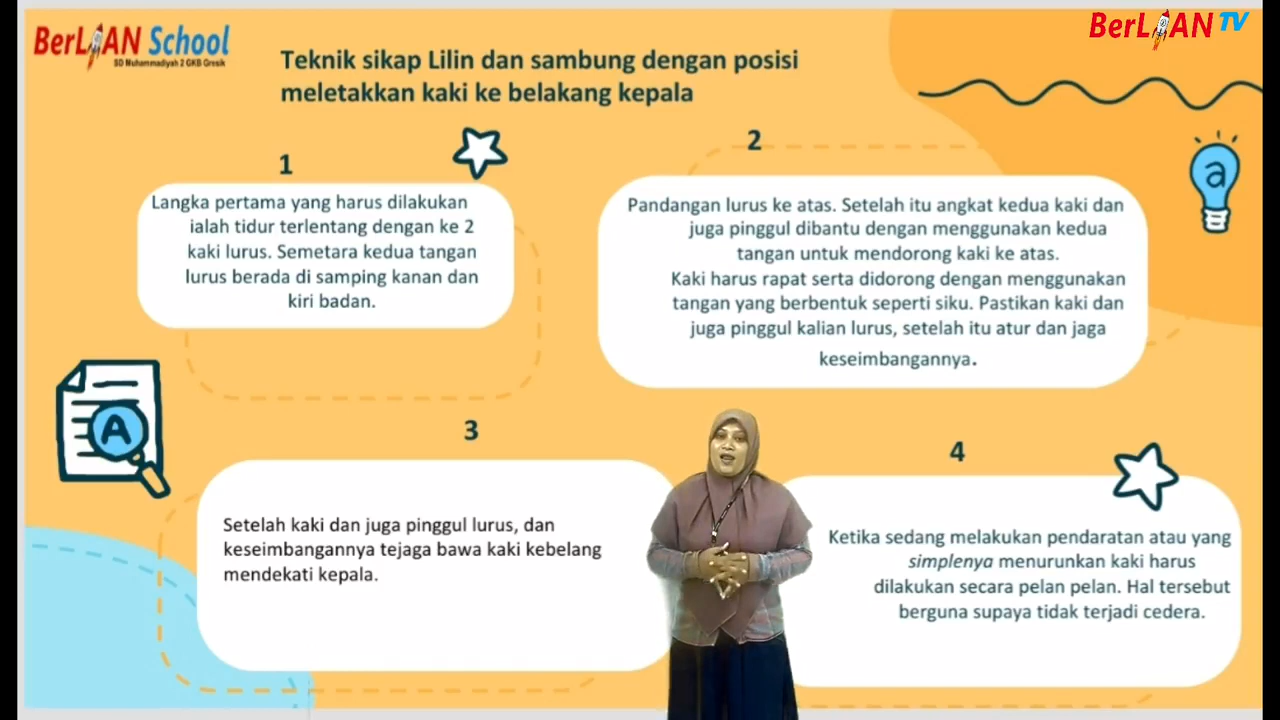 BerLIAN School
SD Muhammadiyah 2 GKB Gresik
BerLIAN TV
Teknik sikap Lilin dan sambung dengan posisi
meletakkan kaki ke belakang kepala
1
Langka pertama yang harus dilakukan
ialah tidur terlentang dengan ke 2
kaki lurus. Semetara kedua tangan
lurus berada di samping kanan dan
kiri badan.
2
Pandangan lurus ke atas. Setelah itu angkat kedua kaki dan
juga pinggul dibantu dengan menggunakan kedua
tangan untuk mendorong kaki ke atas.
Kaki harus rapat serta didorong dengan menggunakan
tangan yang berbentuk seperti siku. Pastikan kaki dan
juga pinggul kalian lurus, setelah itu atur dan jaga
keseimbangannya.
a
A
3
Setelah kaki dan juga pinggul lurus, dan
keseimbangannya tejaga bawa kaki kebelang
mendekati kepala.
4
Ketika sedang melakukan pendaratan atau yang
simplenya menurunkan kaki harus
dilakukan secara pelan pelan. Hal tersebut
berguna supaya tidak terjadi cedera.